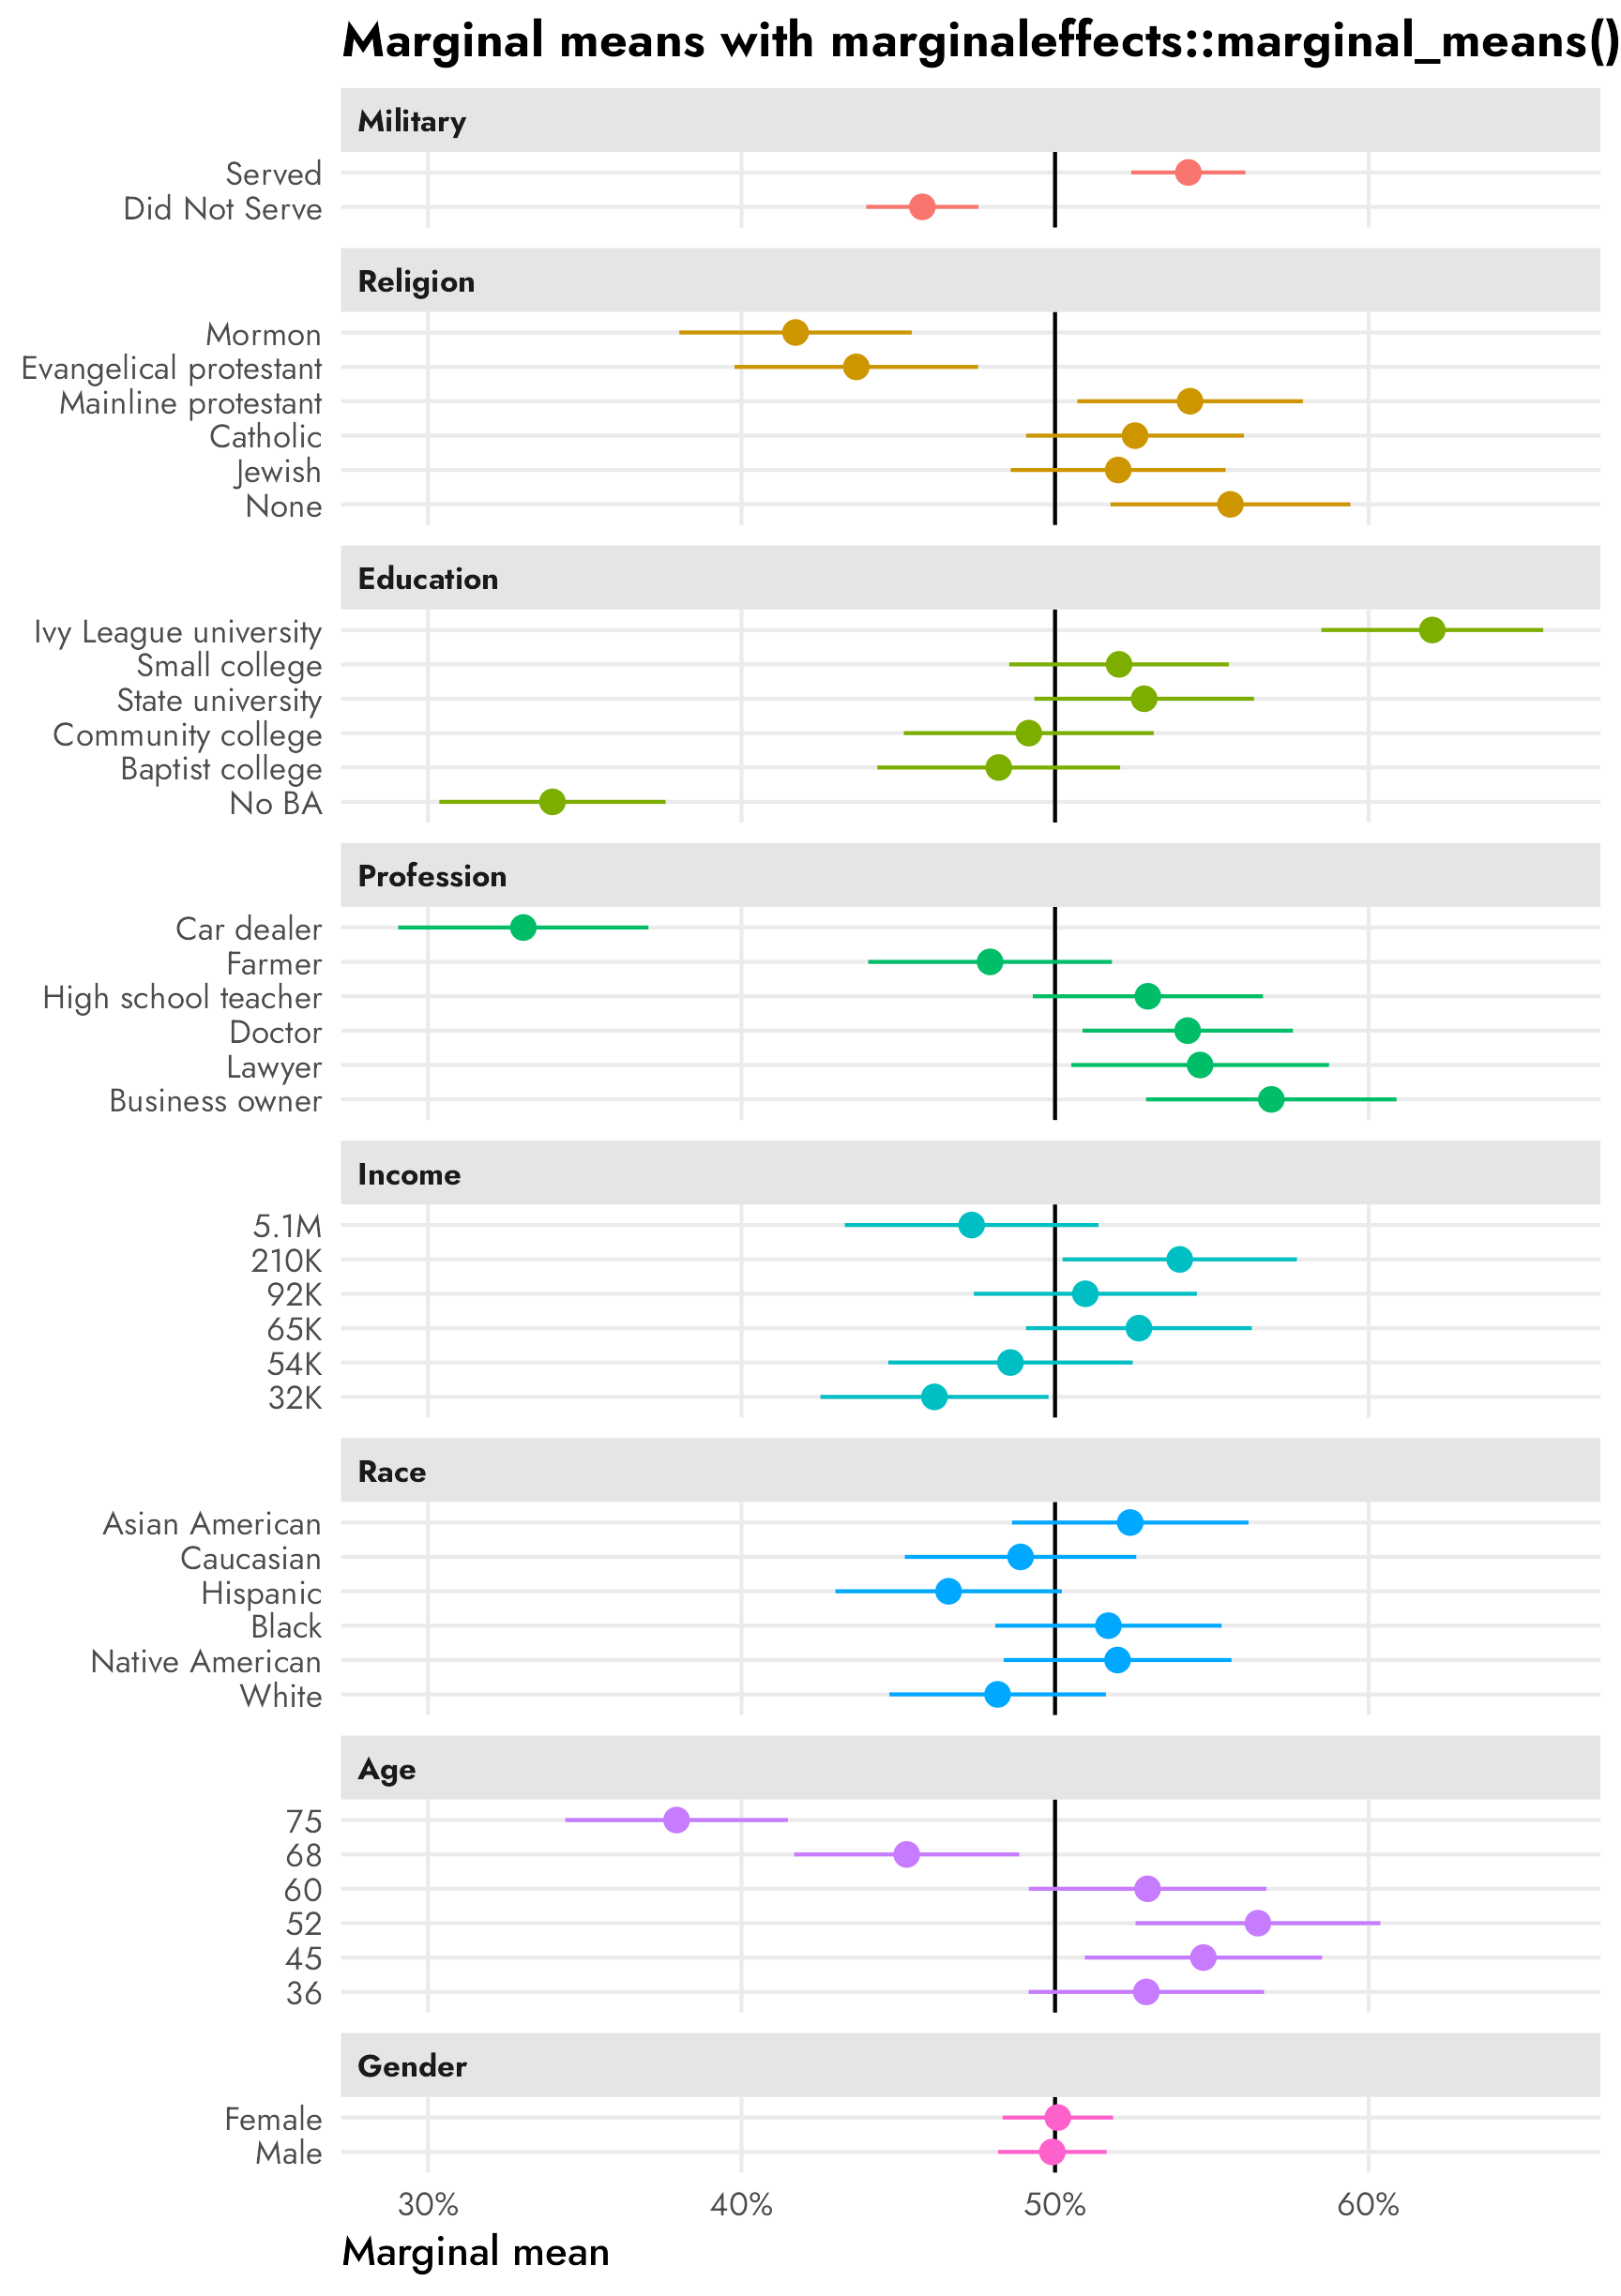 Marginal means with marginaleffects::marginal_means()
Military
Served
Did Not Serve
Religion
Mormon
Evangelical protestant
Mainline protestant
Catholic
Jewish
None
Education
Ivy League university
Small college
State university
Community college
Baptist college
No BA
Profession
Car dealer
Farmer
High school teacher
Doctor
Lawyer
Business owner
Income
5.1M
210K
92K
65K
54K
32K
Race
Asian American
Caucasian
Hispanic
Black
Native American
White
Age
75
68
60
52
45
36
Gender
Female
Male
30% 40% 50% 60%
Marginal mean